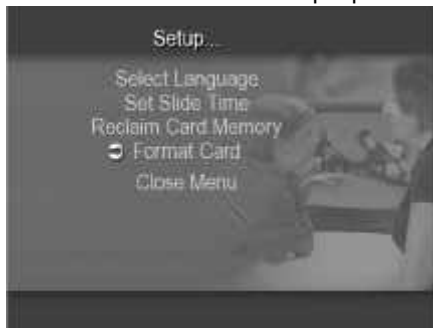 Setup...
Select Language
Set Slide Time
Reclaim Card Memory
Format Card
Close Menu